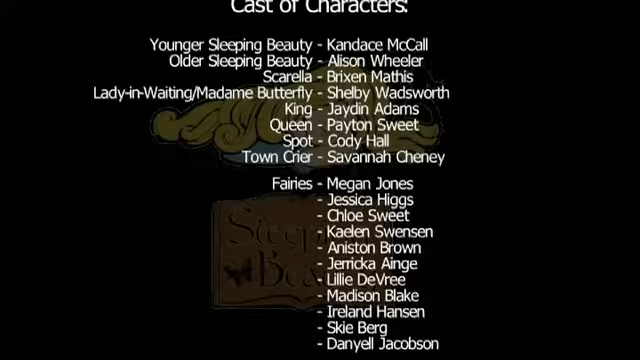 Cast of Characters:
Younger Sleeping Beauty - Kandace McCall
Older Sleeping Beauty - Alison Wheeler
Scarella - Brixen Mathis
Lady-in-Waiting/Madame Butterfly - Shelby Wadsworth
King - Jaydin Adams
Queen - Payton Sweet
Spot - Cody Hall
Town Crier - Savannah Cheney
Fairies - Megan Jones
- Jessica Higgs
- Chloe Sweet
- Kaelen Swensen
- Aniston Brown
- Jerricka Ainge
- Lillie DeVree
- Madison Blake
- Ireland Hansen
- Skie Berg
- Danyell Jacobson